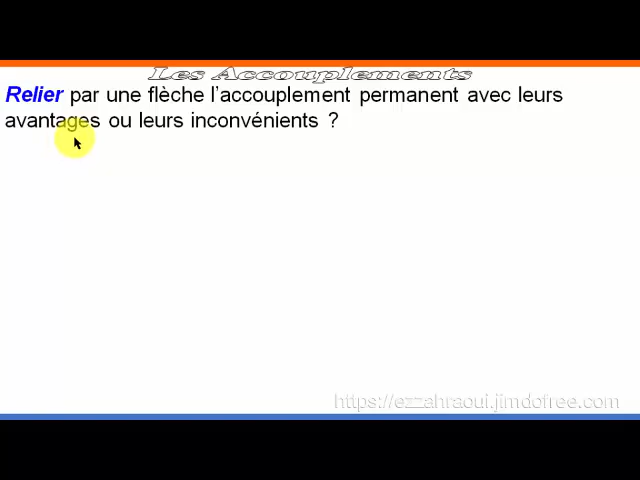 Les Accouplements
Relier par une flèche l'accouplement permanent avec leurs
avantages ou leurs inconvénients ?
https://ezzahraoui.jimdofree.com